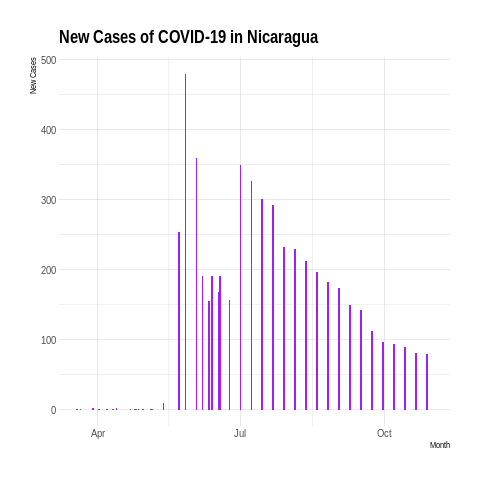 New Cases of COVID-19 in Nicaragua
New Cases
500
400
300
200
100
0
Apr
Jul
Oct
Month